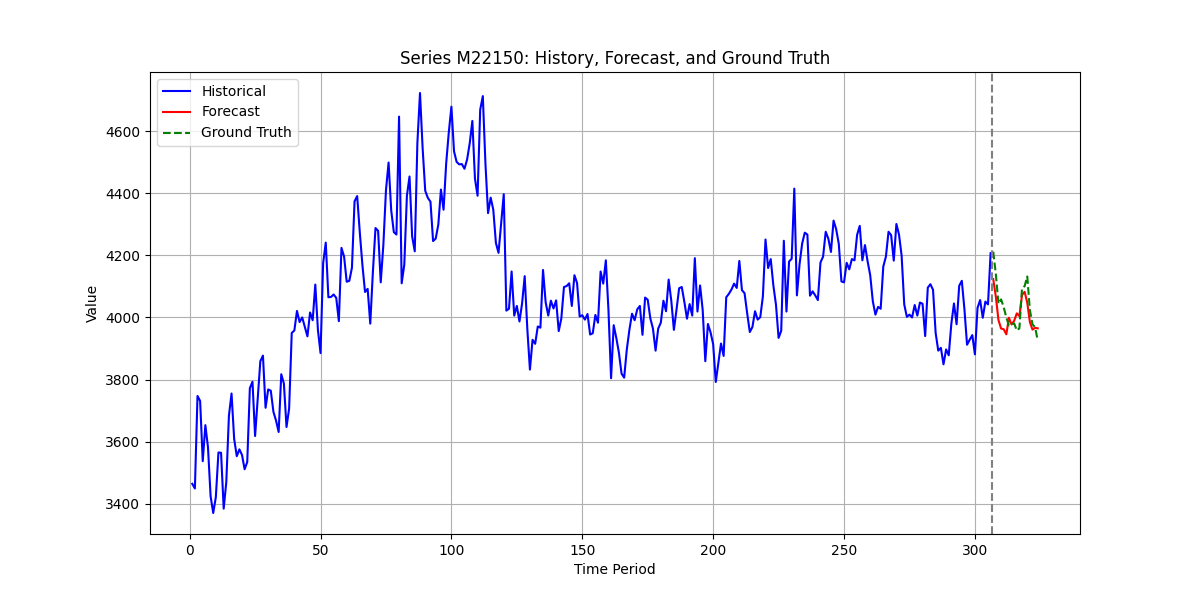 Series M22150: History, Forecast, and Ground Truth
Historical
Forecast
Ground Truth
4600
4400
4200
4000
3800
3600
3400
Value
0 50 100 150 200 250 300
Time Period